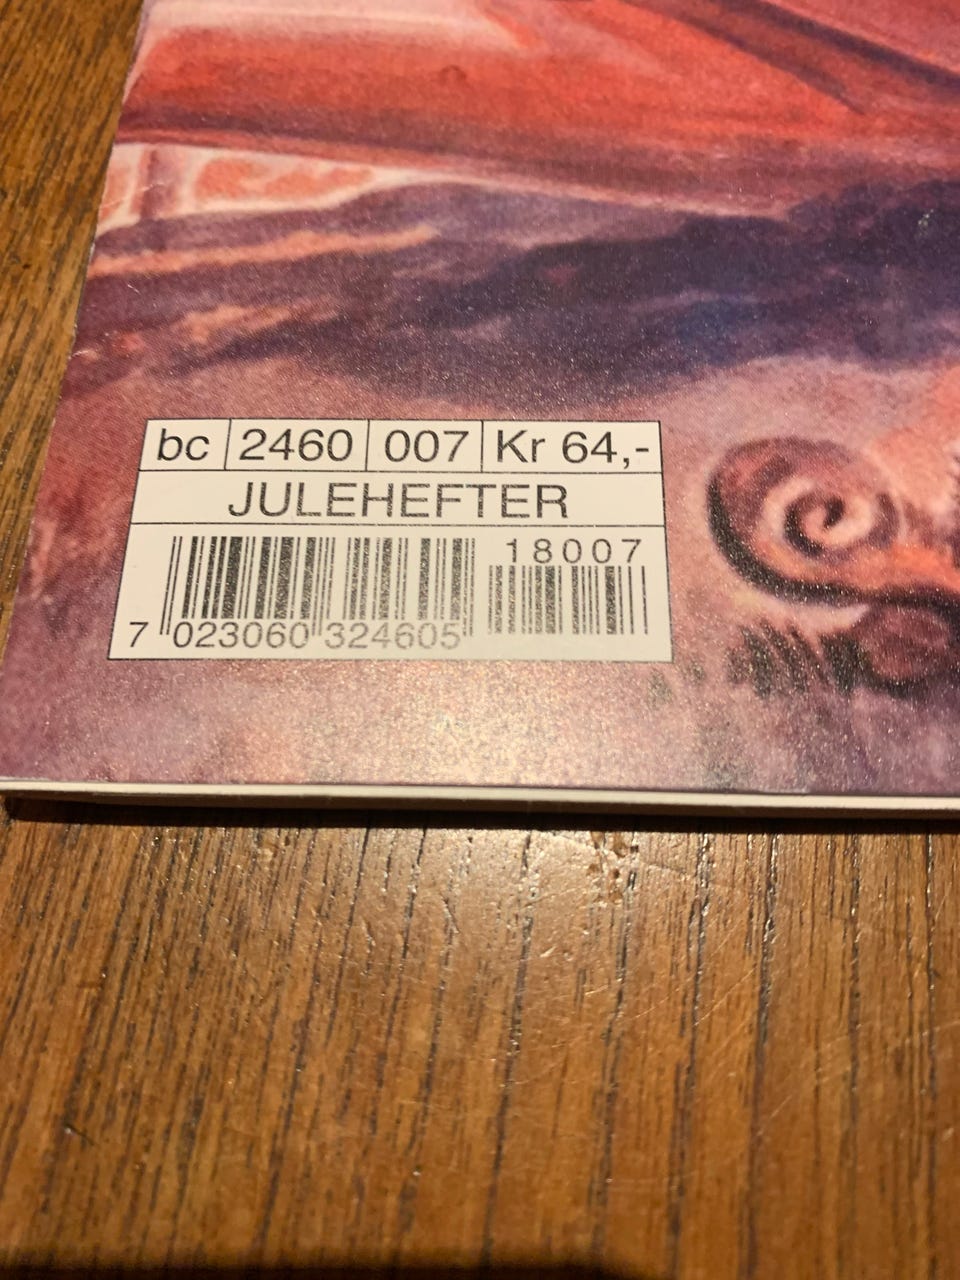 bc 2460 007 Kr 64,-
JULEHEFTER
18007
7 023060 324605